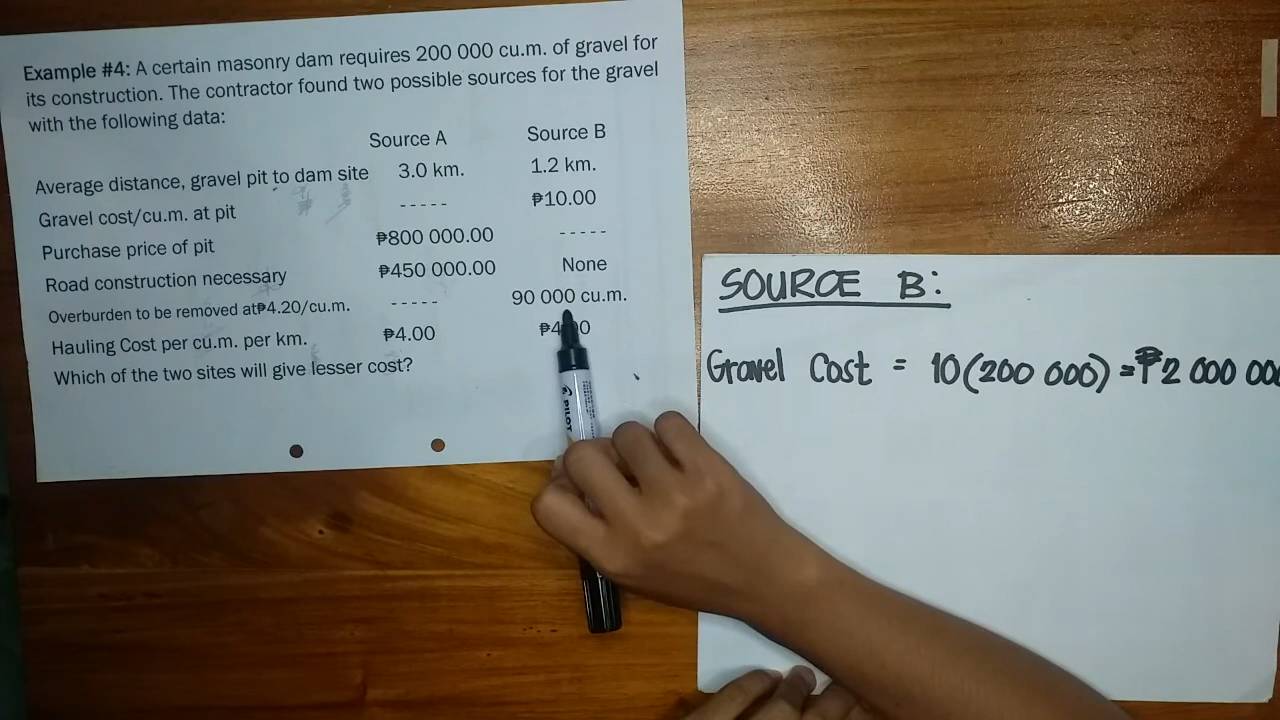 Example #4: A certain masonry dam requires 200 000 cu.m. of gravel for
its construction. The contractor found two possible sources for the gravel
with the following data:
Source A Source B
Average distance, gravel pit to dam site 3.0 km. 1.2 km.
Gravel cost/cu.m. at pit ----- ₱10.00
Purchase price of pit ₱800 000.00 -----
Road construction necessary ₱450 000.00 None
Overburden to be removed at₱4.20/cu.m. ----- 90 000 cu.m.
Hauling Cost per cu.m. per km. ₱4.00
Which of the two sites will give lesser cost?
PILOT
SOURCE B:
Gravel Cost = 10(200 000) = ₱2 000 00